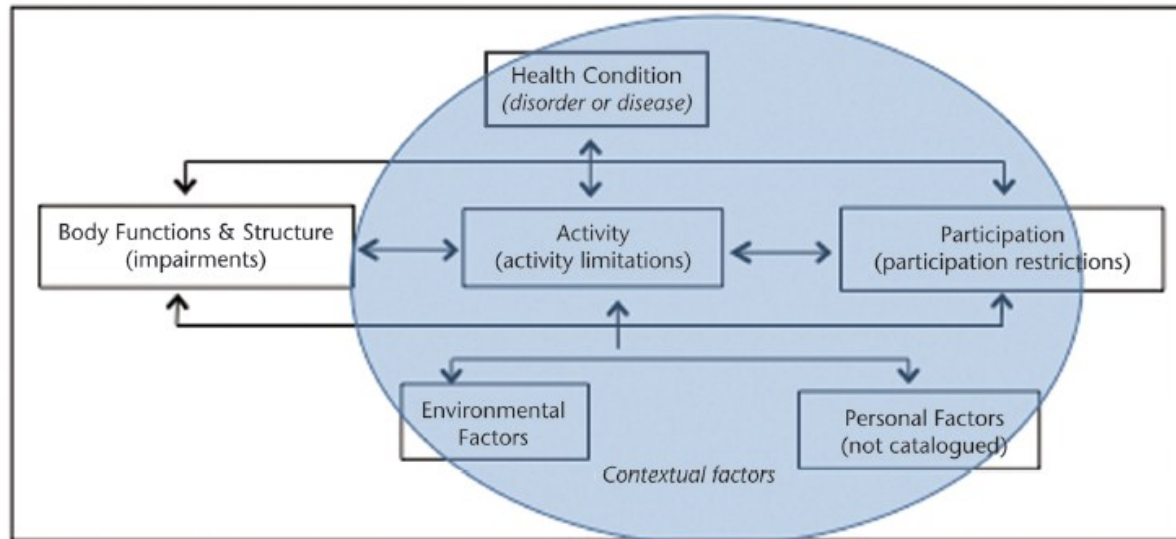 Health Condition
(disorder or disease)
Body Functions & Structure
(impairments)
Activity
(activity limitations)
Participation
(participation restrictions)
Environmental
Factors
Personal Factors
(not catalogued)
Contextual factors